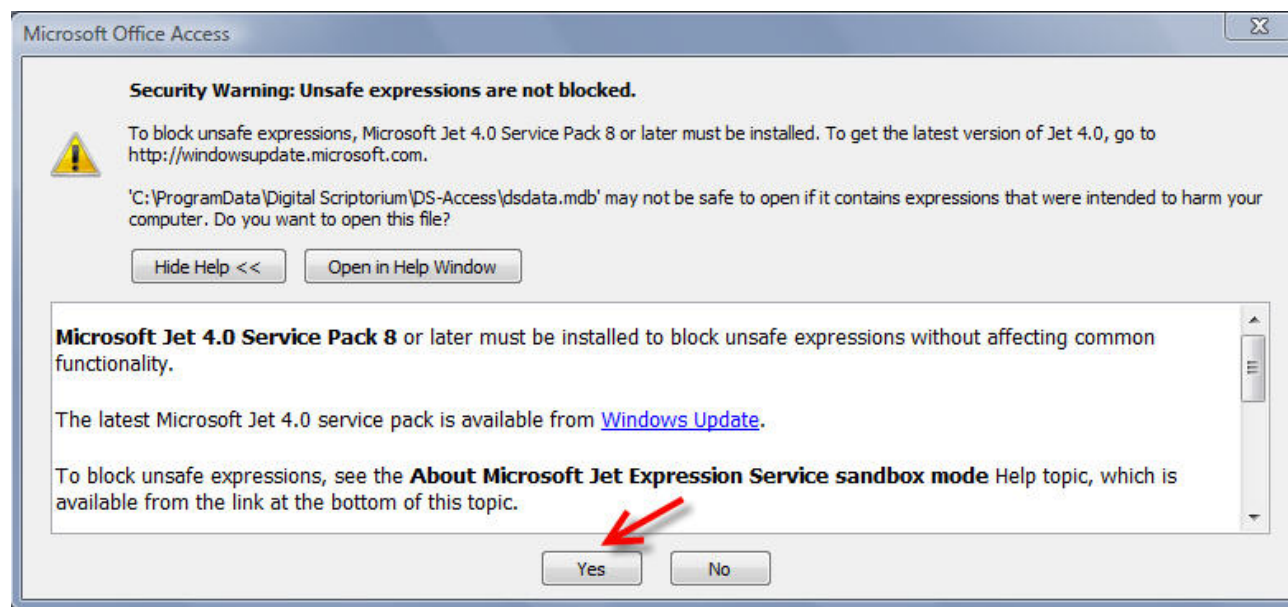 Microsoft Office Access
Security Warning: Unsafe expressions are not blocked.
To block unsafe expressions, Microsoft Jet 4.0 Service Pack 8 or later must be installed. To get the latest version of Jet 4.0, go to
http://windowsupdate.microsoft.com.
'C:\ProgramData\Digital Scriptorium\DS-Access\dsdata.mdb' may not be safe to open if it contains expressions that were intended to harm your
computer. Do you want to open this file?
Hide Help << Open in Help Window
Microsoft Jet 4.0 Service Pack 8 or later must be installed to block unsafe expressions without affecting common
functionality.
The latest Microsoft Jet 4.0 service pack is available from Windows Update.
To block unsafe expressions, see the About Microsoft Jet Expression Service sandbox mode Help topic, which is
available from the link at the bottom of this topic.
Yes No